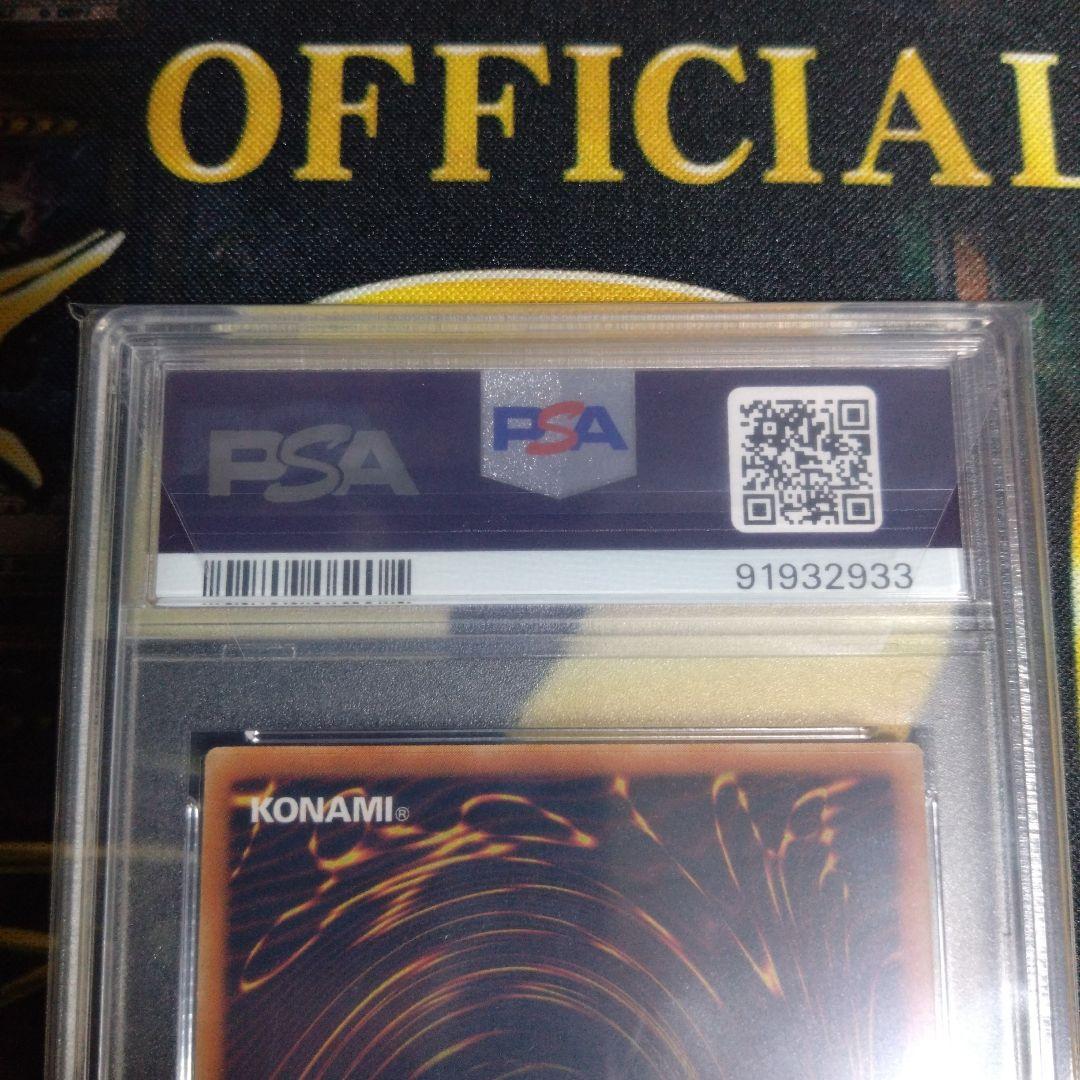 OFFICIAL
PSA
PSA
91932933
KONAMI®